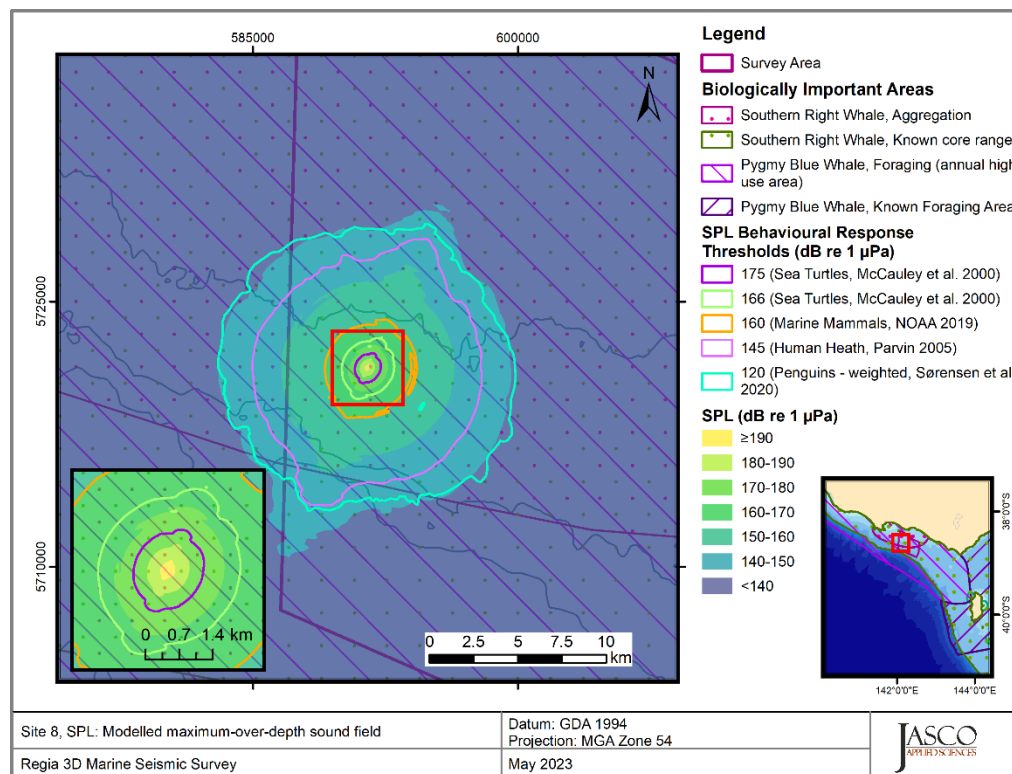 585000
600000
N
5725000
5710000
0 0.7 1.4 km
0 2.5 5 7.5 10
km
Legend
Survey Area
Biologically Important Areas
Southern Right Whale, Aggregation
Southern Right Whale, Known core range
Pygmy Blue Whale, Foraging (annual high
use area)
Pygmy Blue Whale, Known Foraging Area
SPL Behavioural Response
Thresholds (dB re 1 µPa)
175 (Sea Turtles, McCauley et al. 2000)
166 (Sea Turtles, McCauley et al. 2000)
160 (Marine Mammals, NOAA 2019)
145 (Human Heath, Parvin 2005)
120 (Penguins - weighted, Sørensen et al
2020)
SPL (dB re 1 µPa)
≥190
180-190
170-180
160-170
150-160
140-150
<140
38°0'0"S
40°0'0"S
142°0'0"E 144°0'0"E
Site 8, SPL: Modelled maximum-over-depth sound field
Datum: GDA 1994
Projection: MGA Zone 54
Regia 3D Marine Seismic Survey
May 2023
JASCO
APPLIED SCIENCES